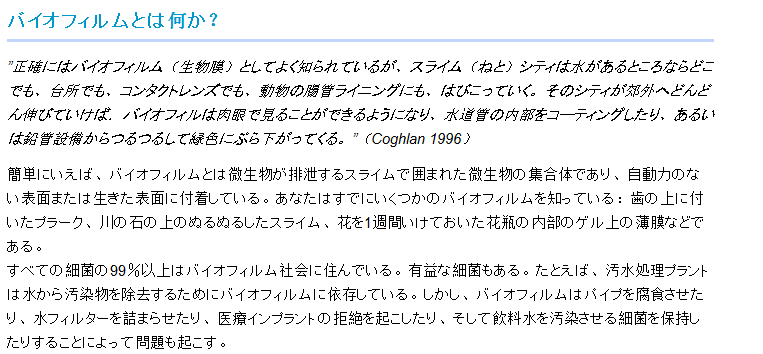 バイオフィルムとは何か？
”正確にはバイオフィルム（生物膜）としてよく知られているが、スライム（ねと）シティは水があるところならどこ
でも、台所でも、コンタクトレンズでも、動物の腸管ライニングにも、はびこっていく。そのシティが郊外へどんど
ん伸びていけば、バイオフィルは肉眼で見ることができるようになり、水道管の内部をコーティングしたり、あるい
は鉛管設備からつるつるして緑色にぶら下がってくる。”（Coghlan 1996）
簡単にいえば、バイオフィルムとは微生物が排泄するスライムで囲まれた微生物の集合体であり、自動力のな
い表面または生きた表面に付着している。あなたはすでにいくつかのバイオフィルムを知っている：歯の上に付
いたプラーク、川の石の上のぬるぬるしたスライム、花を1週間いけておいた花瓶の内部のゲル上の薄膜などで
ある。
すべての細菌の99％以上はバイオフィルム社会に住んでいる。有益な細菌もある。たとえば、汚水処理プラント
は水から汚染物を除去するためにバイオフィルムに依存している。しかし、バイオフィルムはパイプを腐食させた
り、水フィルターを詰まらせたり、医療インプラントの拒絶を起こしたり、そして飲料水を汚染させる細菌を保持し
たりすることによって問題も起こす。